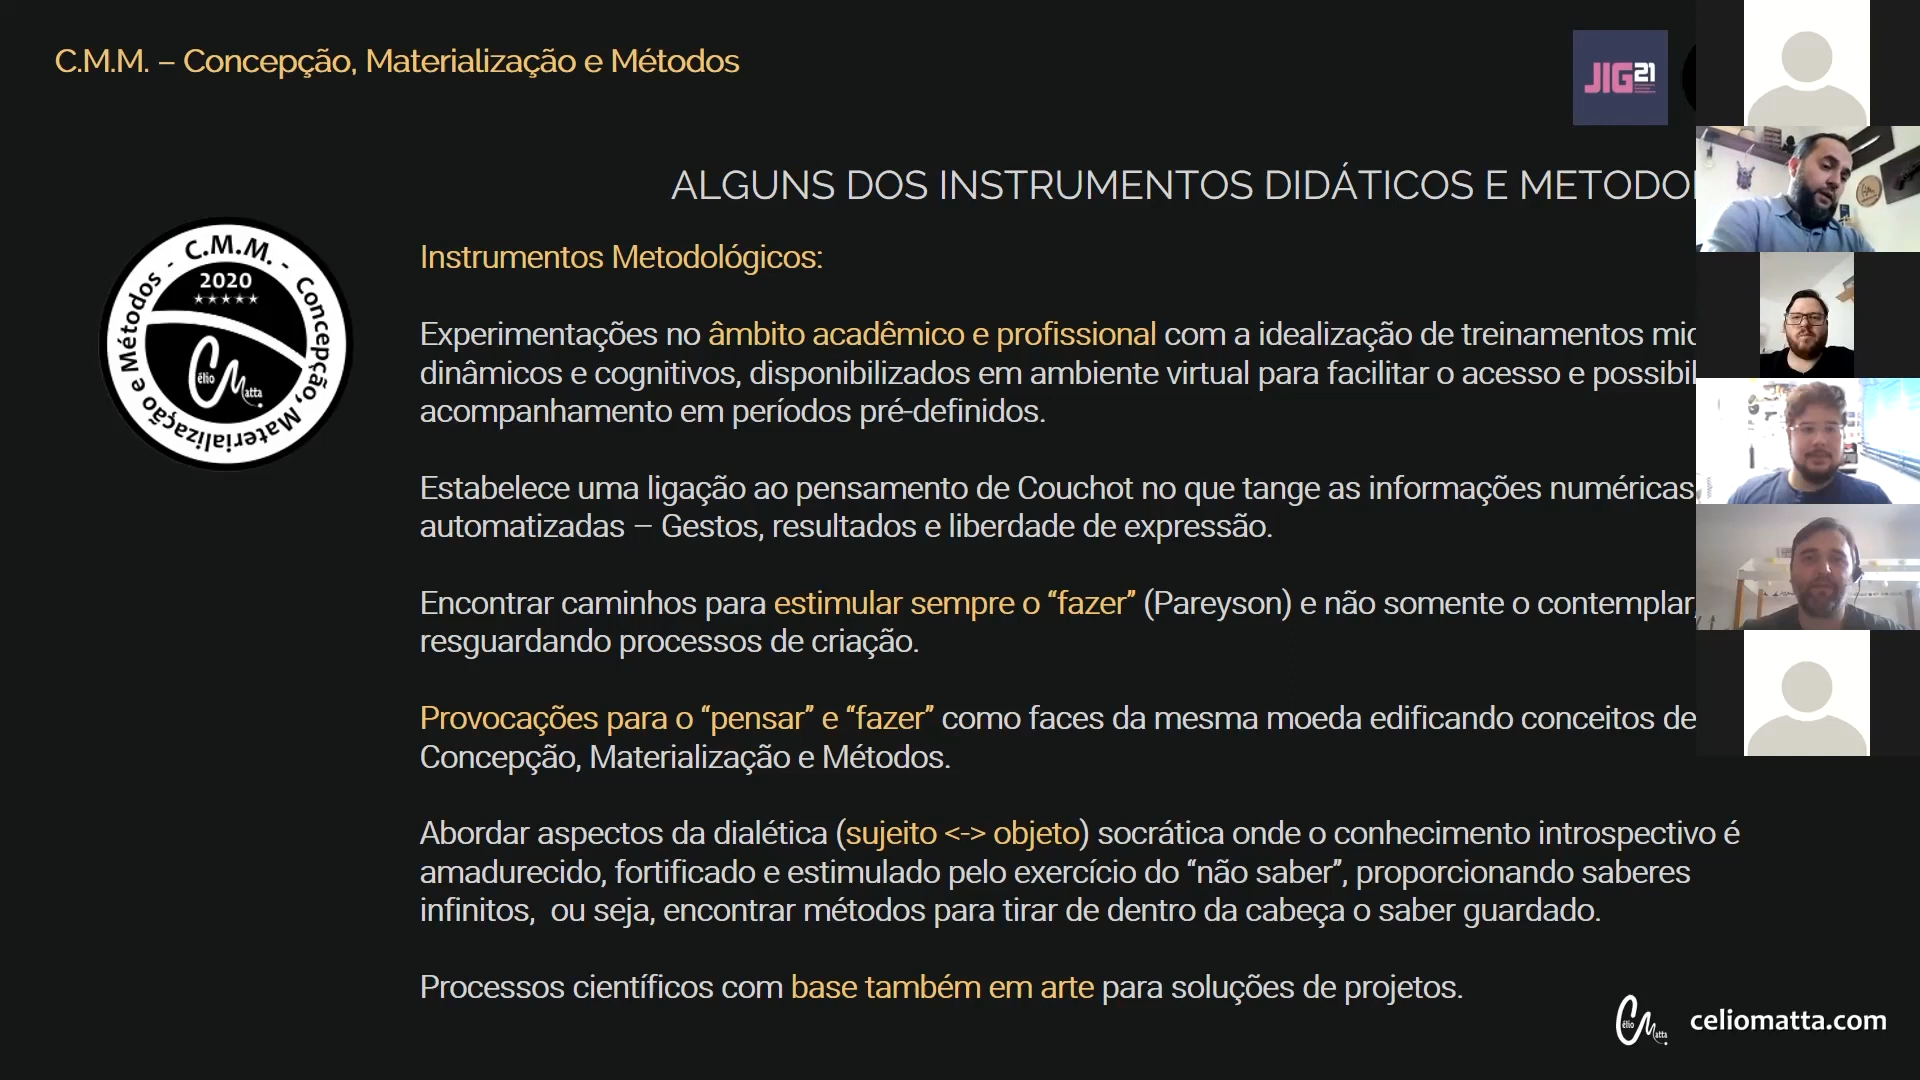 C.M.M. – Concepção, Materialização e Métodos
JIG21
ALGUNS DOS INSTRUMENTOS DIDÁTICOS E
C.M.M. - Concepção, Materialização e Métodos -
2020
Célio Matta
Instrumentos Metodológicos:
Experimentações no âmbito acadêmico e profissional com a idealização de treinamentos
dinâmicos e cognitivos, disponibilizados em ambiente virtual para facilitar o acesso e
acompanhamento em períodos pré-definidos.
Estabelece uma ligação ao pensamento de Couchot no que tange as informações numéricas
automatizadas – Gestos, resultados e liberdade de expressão.
Encontrar caminhos para estimular sempre o “fazer” (Pareyson) e não somente o contemplar,
resguardando processos de criação.
Provocações para o “pensar” e “fazer” como faces da mesma moeda edificando conceitos de
Concepção, Materialização e Métodos.
Abordar aspectos da dialética (sujeito <-> objeto) socrática onde o conhecimento introspectivo é
amadurecido, fortificado e estimulado pelo exercício do “não saber”, proporcionando saberes
infinitos,  ou seja, encontrar métodos para tirar de dentro da cabeça o saber guardado.
Processos científicos com base também em arte para soluções de projetos.
Célio Matta
celiomatta.com